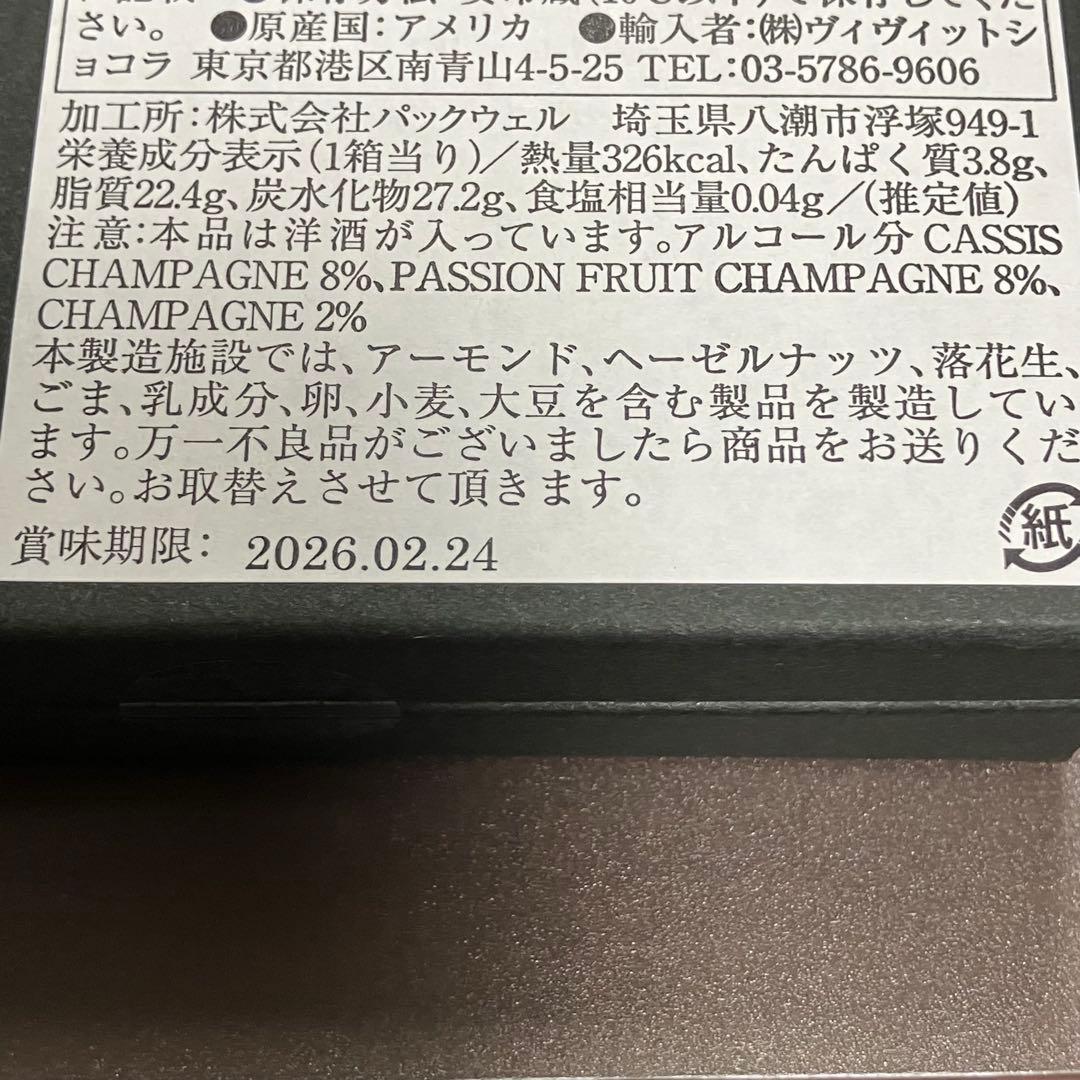 さい。 ●原産国：アメリカ ●輸入者：㈱ヴィヴィットシ
ョコラ 東京都港区南青山4-5-25 TEL：03-5786-9606
加工所：株式会社パックウェル 埼玉県八潮市浮塚949-1
栄養成分表示（1箱当り）／熱量326kcal、たんぱく質3.8g、
脂質22.4g、炭水化物27.2g、食塩相当量0.04g／（推定値）
注意：本品は洋酒が入っています。アルコール分 CASSIS
CHAMPAGNE 8%、PASSION FRUIT CHAMPAGNE 8%、
CHAMPAGNE 2%
本製造施設では、アーモンド、ヘーゼルナッツ、落花生、
ごま、乳成分、卵、小麦、大豆を含む製品を製造してい
ます。万一不良品がございましたら商品をお送りくだ
さい。お取替えさせて頂きます。
紙
賞味期限： 2026.02.24